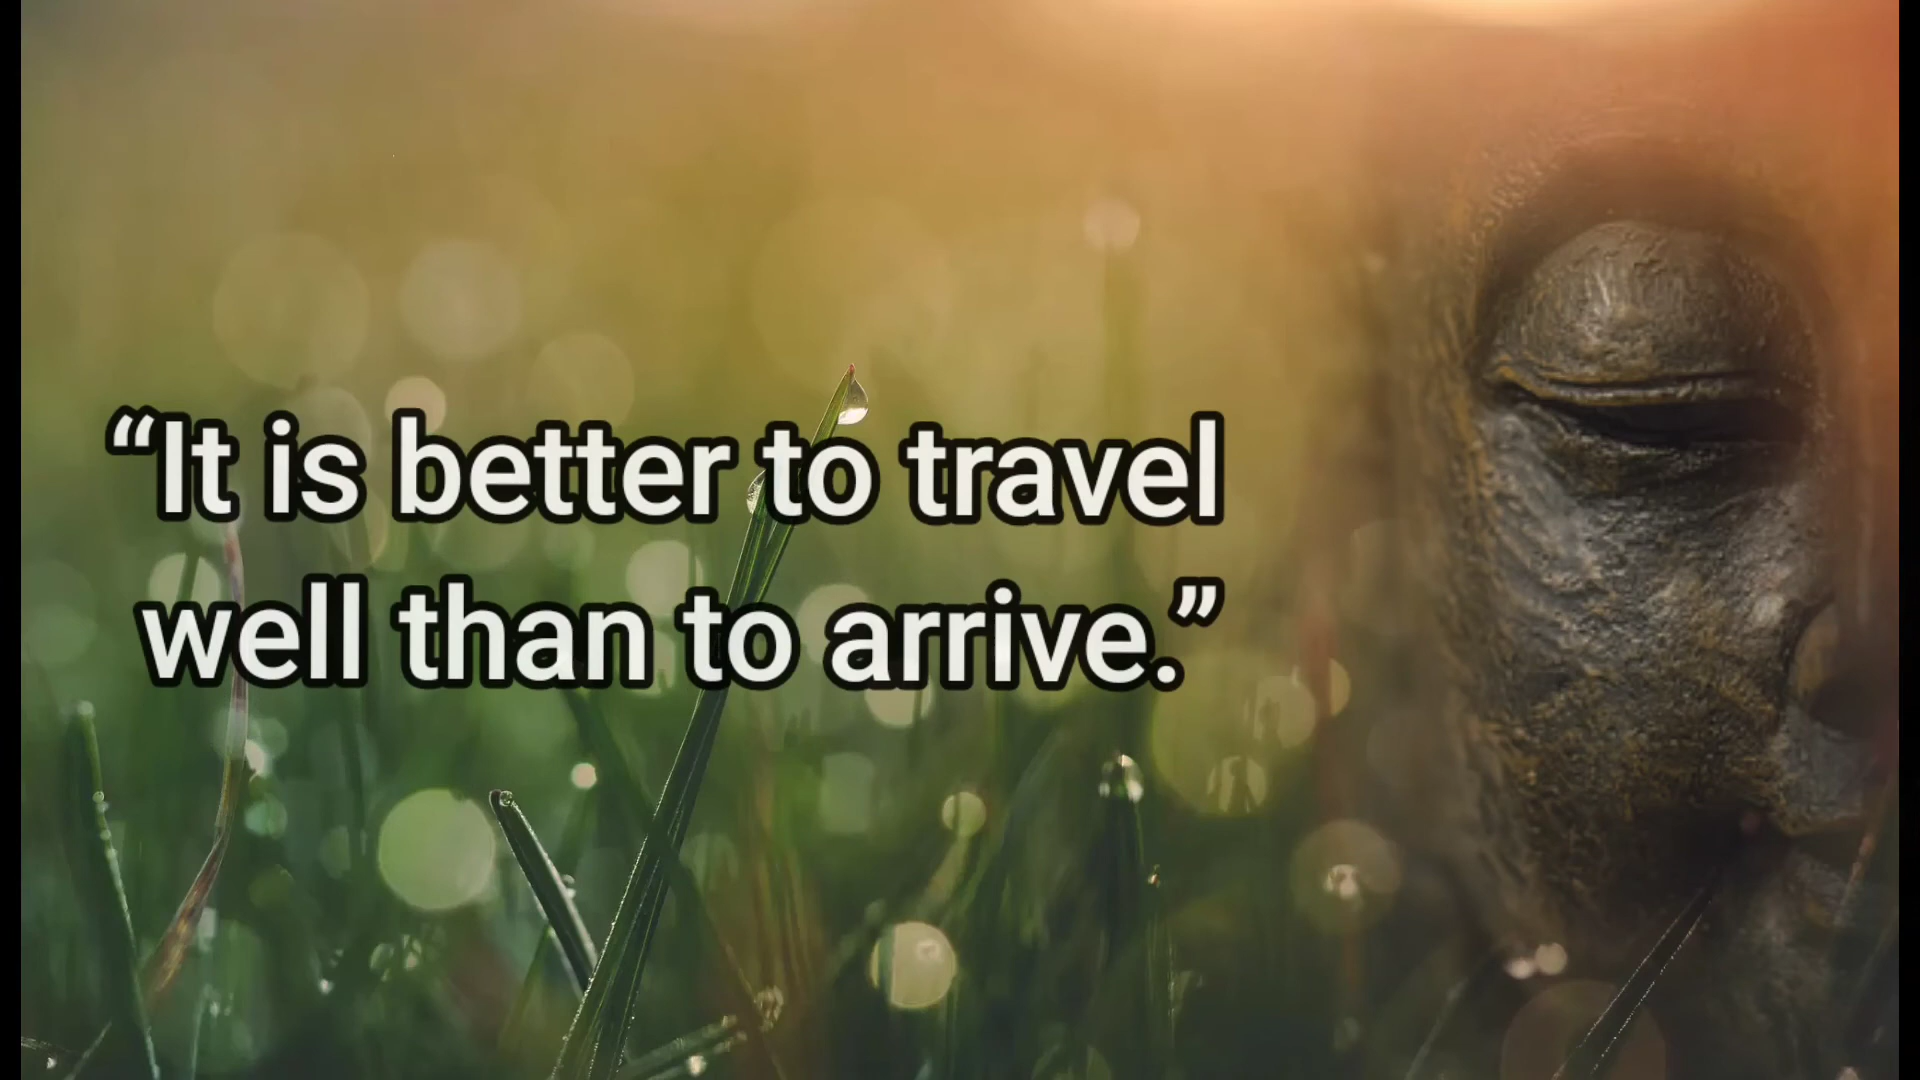 “It is better to travel
well than to arrive.”